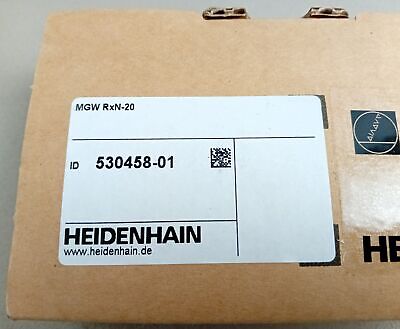 MGW RxN-20
ID 530458-01
HEIDENHAIN
www.heidenhain.de
HE